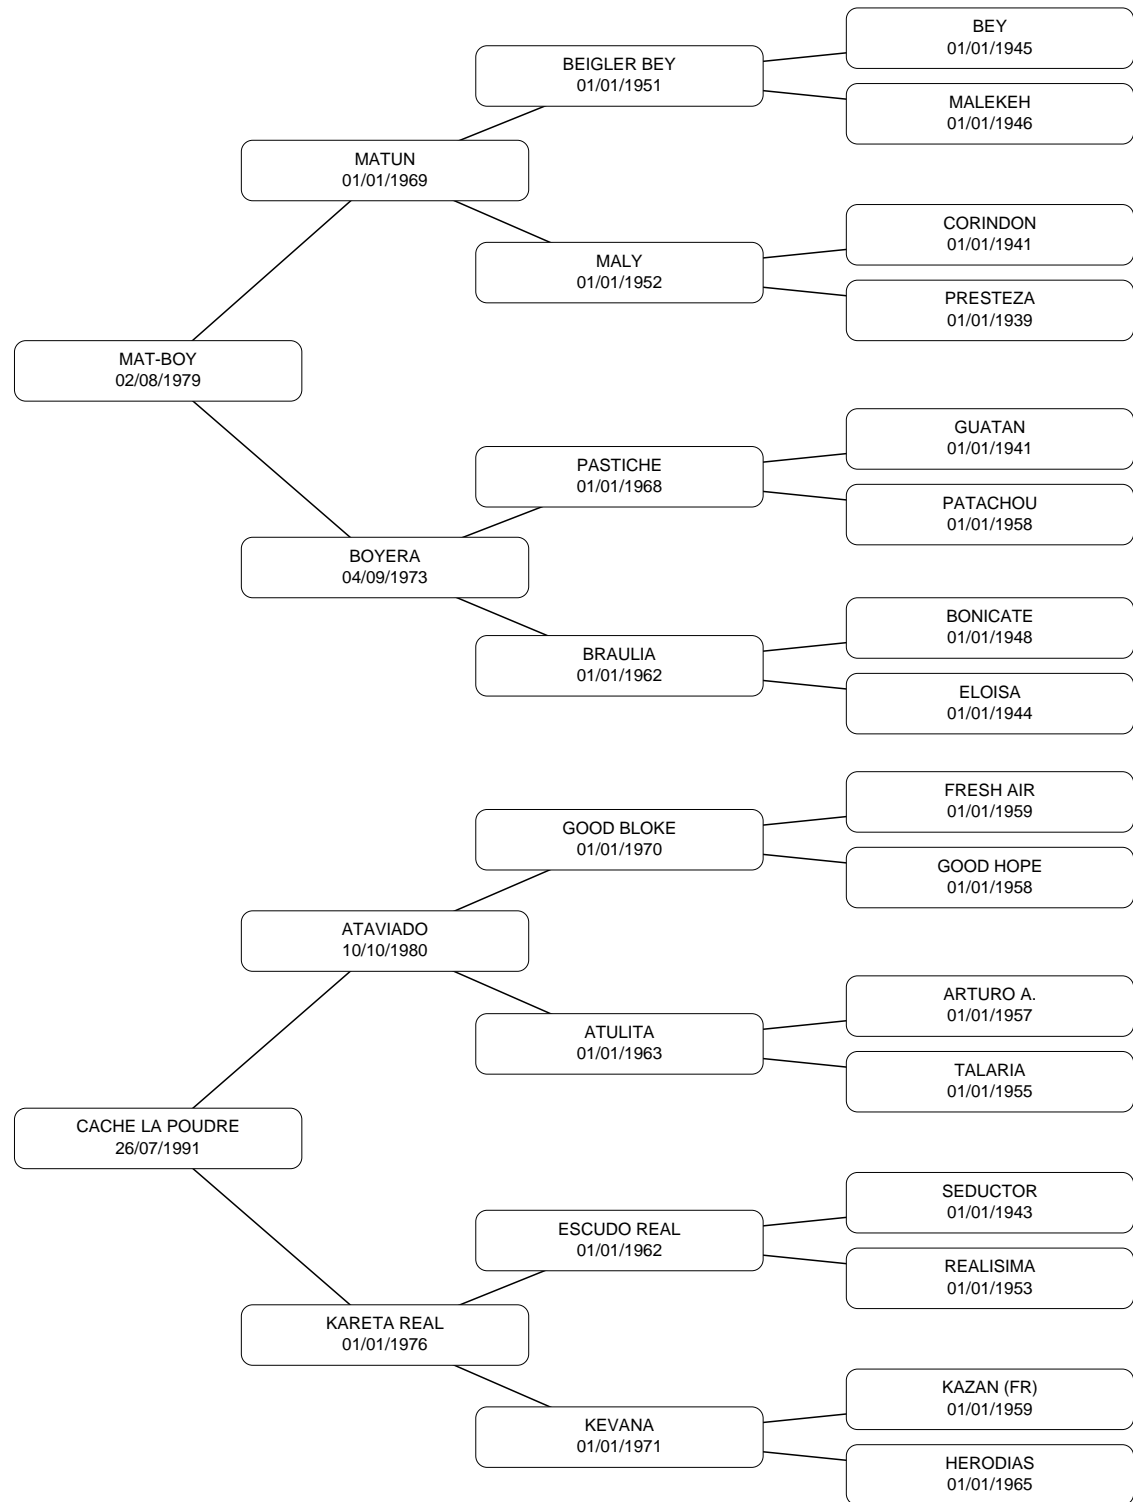 BEY
01/01/1945
BEIGLER BEY
01/01/1951
MALEKEH
01/01/1946
MATUN
01/01/1969
CORINDON
01/01/1941
MALY
01/01/1952
PRESTEZA
01/01/1939
MAT-BOY
02/08/1979
GUATAN
01/01/1941
PASTICHE
01/01/1968
PATACHOU
01/01/1958
BOYERA
04/09/1973
BONICATE
01/01/1948
BRAULIA
01/01/1962
ELOISA
01/01/1944
FRESH AIR
01/01/1959
GOOD BLOKE
01/01/1970
GOOD HOPE
01/01/1958
ATAVIADO
10/10/1980
ARTURO A.
01/01/1957
ATULITA
01/01/1963
TALARIA
01/01/1955
CACHE LA POUDRE
26/07/1991
SEDUCTOR
01/01/1943
ESCUDO REAL
01/01/1962
REALISIMA
01/01/1953
KARETA REAL
01/01/1976
KAZAN (FR)
01/01/1959
KEVANA
01/01/1971
HERODIAS
01/01/1965